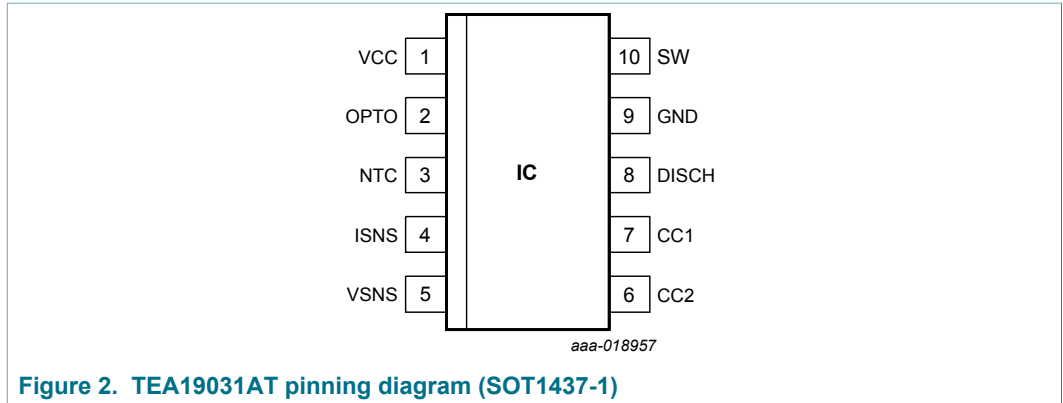 VCC 1 10 SW
OPTO 2 9 GND
NTC 3 IC 8 DISCH
ISNS 4 7 CC1
VSNS 5 6 CC2
aaa-018957
Figure 2. TEA19031AT pinning diagram (SOT1437-1)